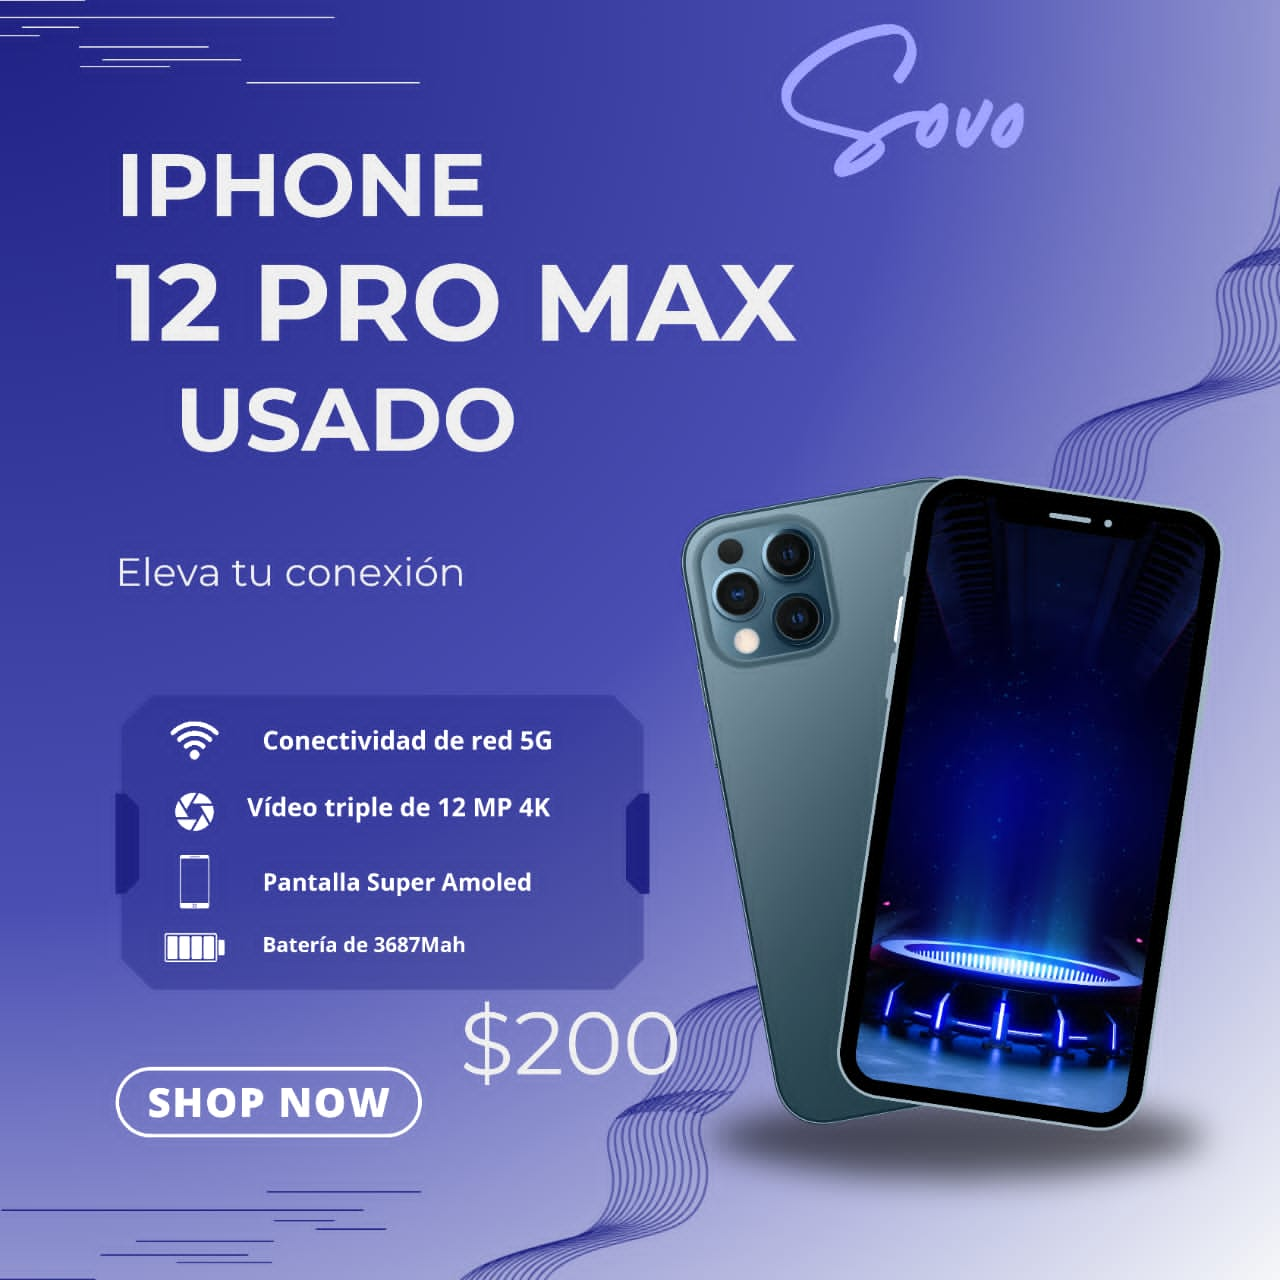 Sovo
IPHONE
12 PRO MAX
USADO
Eleva tu conexión
Conectividad de red 5G
Vídeo triple de 12 MP 4K
Pantalla Super Amoled
Batería de 3687Mah
$200
SHOP NOW